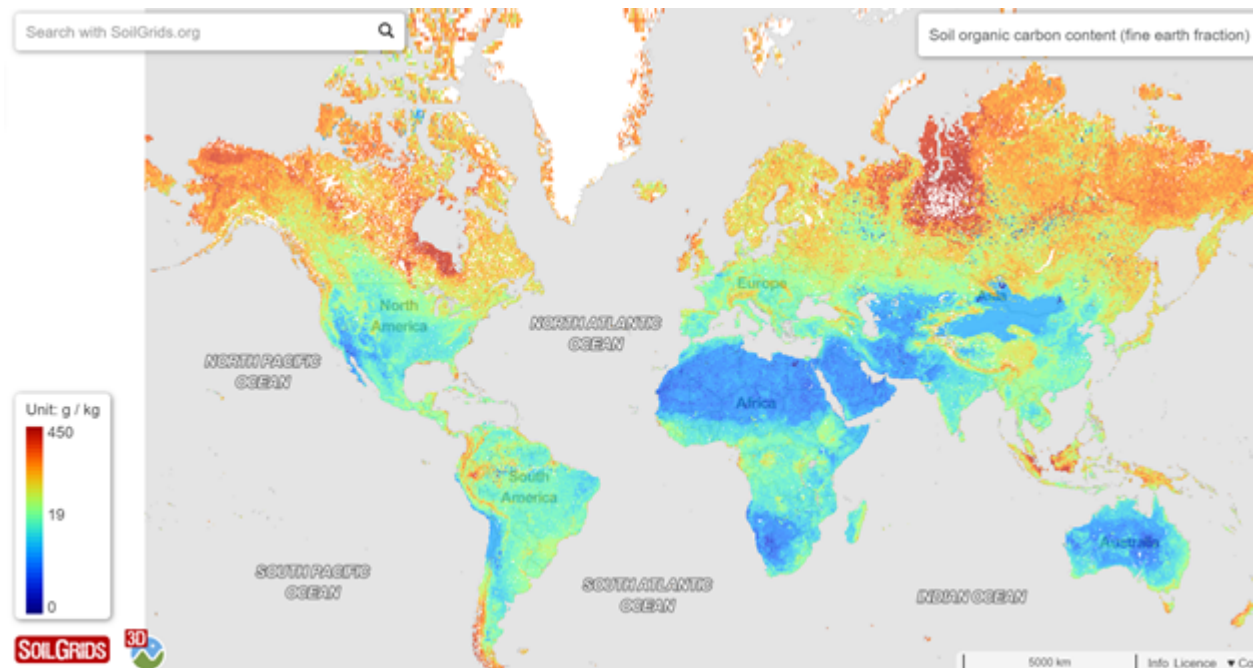 Search with SoilGrids.org
Soil organic carbon content (fine earth fraction)
Europe
Asia
North
America
NORTH ATLANTIC
OCEAN
NORTH PACIFIC
OCEAN
Africa
Unit: g / kg
450
19
0
South
America
Australia
SOUTH PACIFIC
OCEAN
SOUTH ATLANTIC
OCEAN
INDIAN OCEAN
SOILGRIDS
3D
5000 km
Info Licence ▼ Co